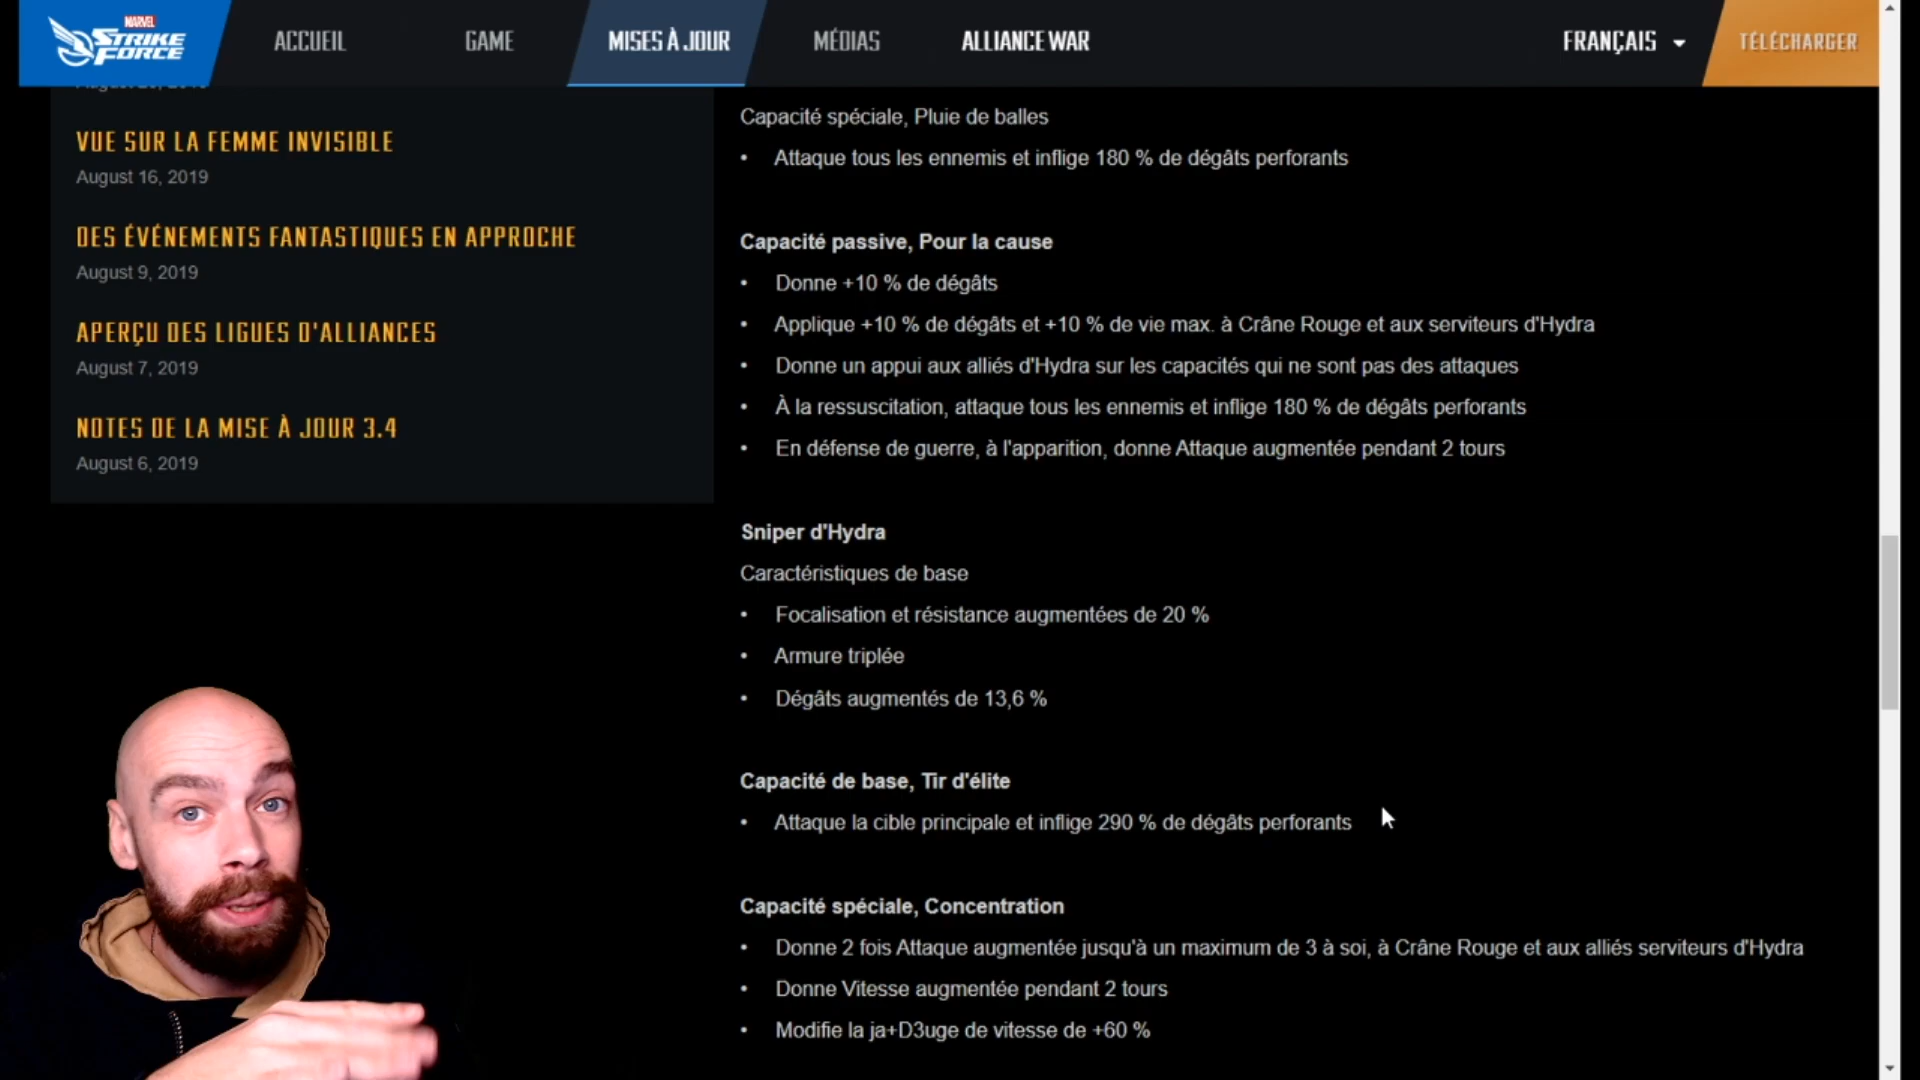 MARVEL
STRIKE
FORCE
ACCUEIL
GAME
MISES À JOUR
MÉDIAS
ALLIANCE WAR
FRANÇAIS
TÉLÉCHARGER
VUE SUR LA FEMME INVISIBLE
August 16, 2019
DES ÉVÉNEMENTS FANTASTIQUES EN APPROCHE
August 9, 2019
APERÇU DES LIGUES D'ALLIANCES
August 7, 2019
NOTES DE LA MISE À JOUR 3.4
August 6, 2019
Capacité spéciale, Pluie de balles
• Attaque tous les ennemis et inflige 180 % de dégâts perforants
Capacité passive, Pour la cause
• Donne +10 % de dégâts
• Applique +10 % de dégâts et +10 % de vie max. à Crâne Rouge et aux serviteurs d'Hydra
• Donne un appui aux alliés d'Hydra sur les capacités qui ne sont pas des attaques
• À la ressuscitation, attaque tous les ennemis et inflige 180 % de dégâts perforants
• En défense de guerre, à l'apparition, donne Attaque augmentée pendant 2 tours
Sniper d'Hydra
Caractéristiques de base
• Focalisation et résistance augmentées de 20 %
• Armure triplée
• Dégâts augmentés de 13,6 %
Capacité de base, Tir d'élite
• Attaque la cible principale et inflige 290 % de dégâts perforants
Capacité spéciale, Concentration
• Donne 2 fois Attaque augmentée jusqu'à un maximum de 3 à soi, à Crâne Rouge et aux alliés serviteurs d'Hydra
• Donne Vitesse augmentée pendant 2 tours
• Modifie la ja+D3uge de vitesse de +60 %